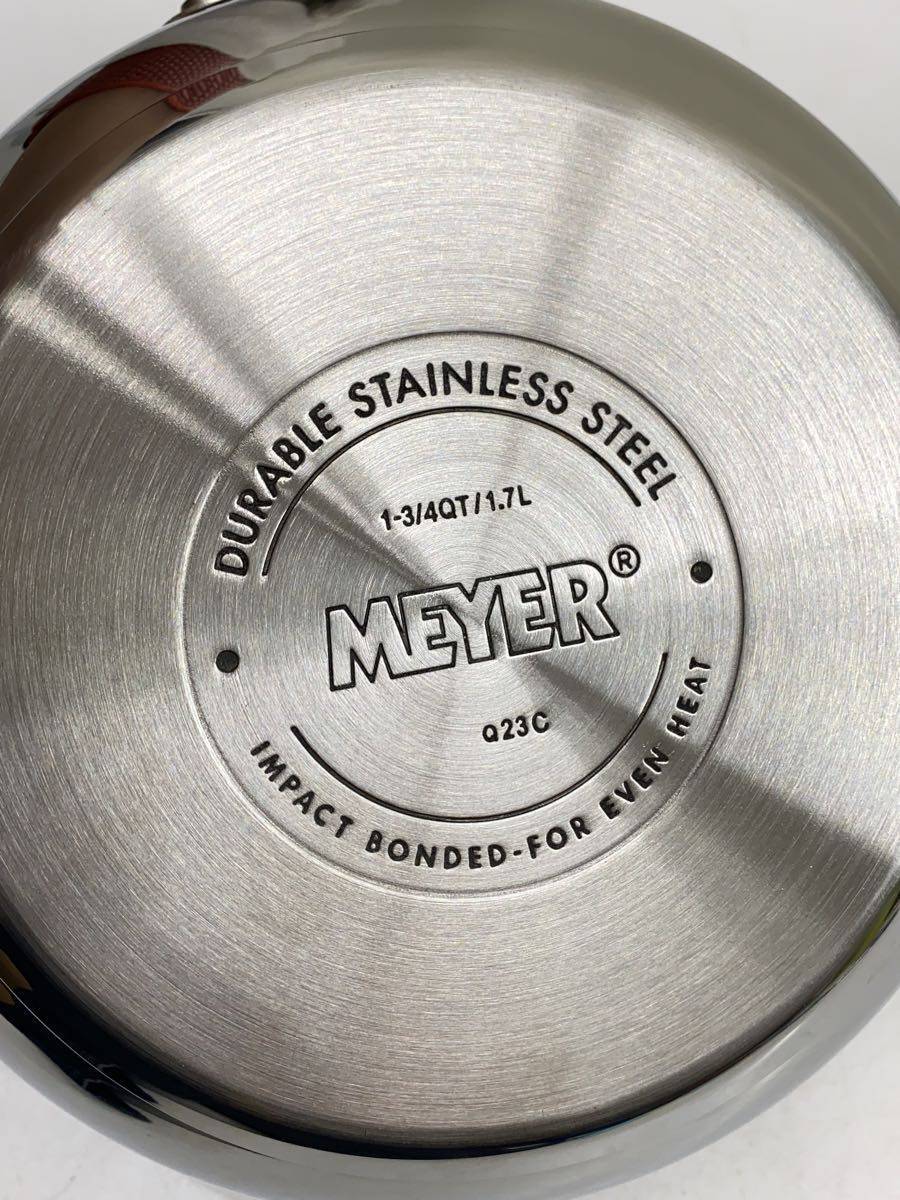 DURABLE STAINLESS STEEL
1-3/4QT/1.7L
MEYER®
Q23C
IMPACT BONDED-FOR EVEN HEAT